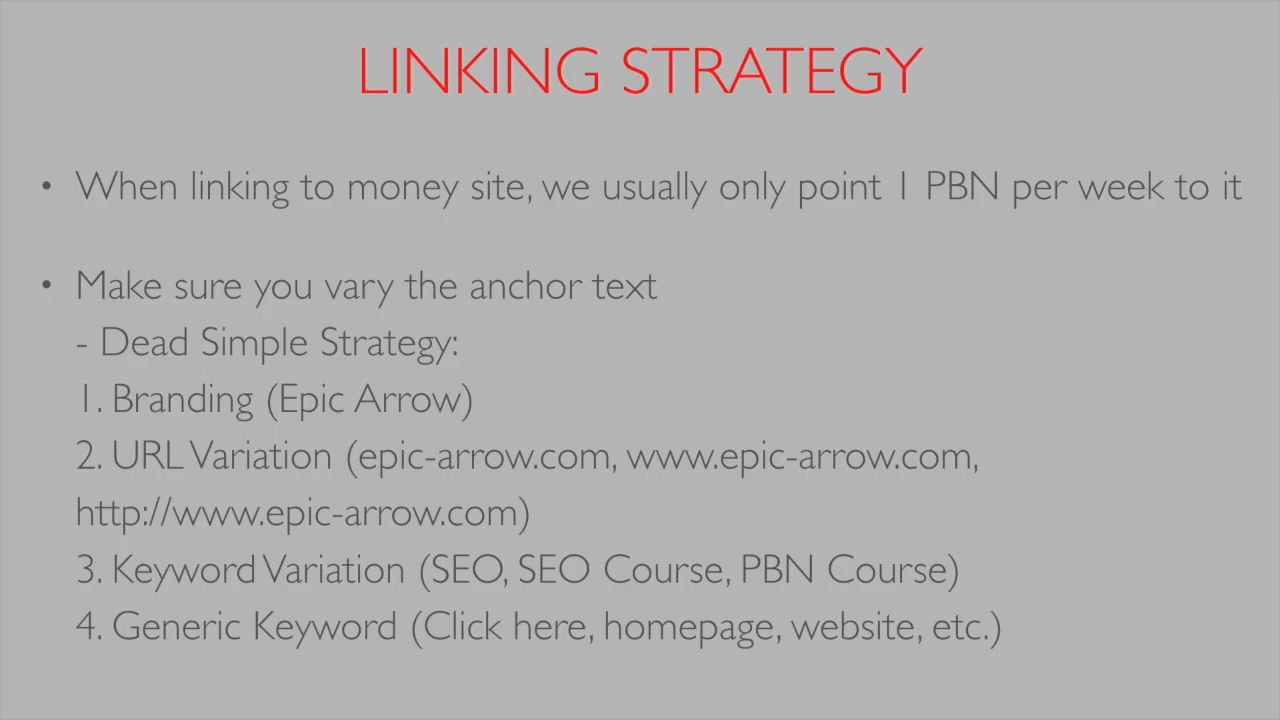 LINKING STRATEGY
• When linking to money site, we usually only point 1 PBN per week to it
• Make sure you vary the anchor text
- Dead Simple Strategy:
1. Branding (Epic Arrow)
2. URL Variation (epic-arrow.com, www.epic-arrow.com,
http://www.epic-arrow.com)
3. Keyword Variation (SEO, SEO Course, PBN Course)
4. Generic Keyword (Click here, homepage, website, etc.)